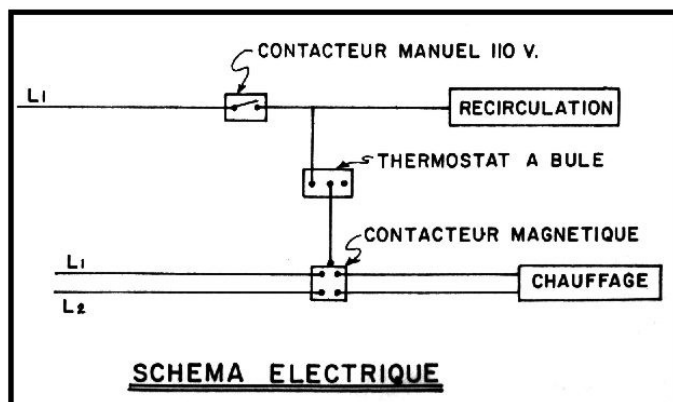 CONTACTEUR MANUEL 110 V.
L1
RECIRCULATION
THERMOSTAT A BULE
CONTACTEUR MAGNETIQUE
L1
CHAUFFAGE
L2
SCHEMA ELECTRIQUE